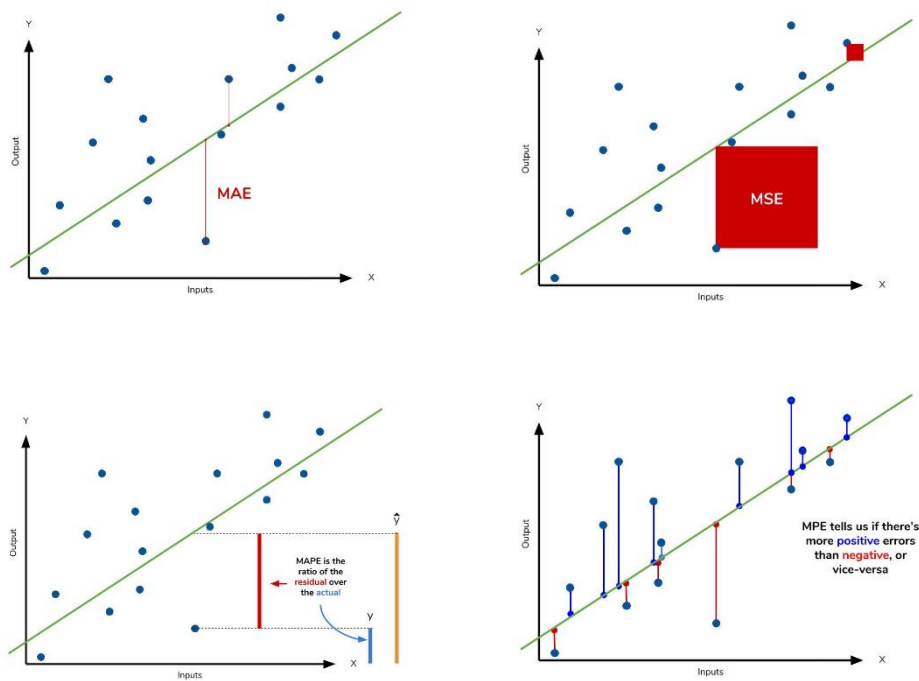 Y
Output
MAE
X
Inputs
Y
Output
MSE
X
Inputs
Y
Output
ŷ
MAPE is the
ratio of the
residual over
the actual
y
X
Inputs
Y
Output
MPE tells us if there's
more positive errors
than negative, or
vice-versa
X
Inputs